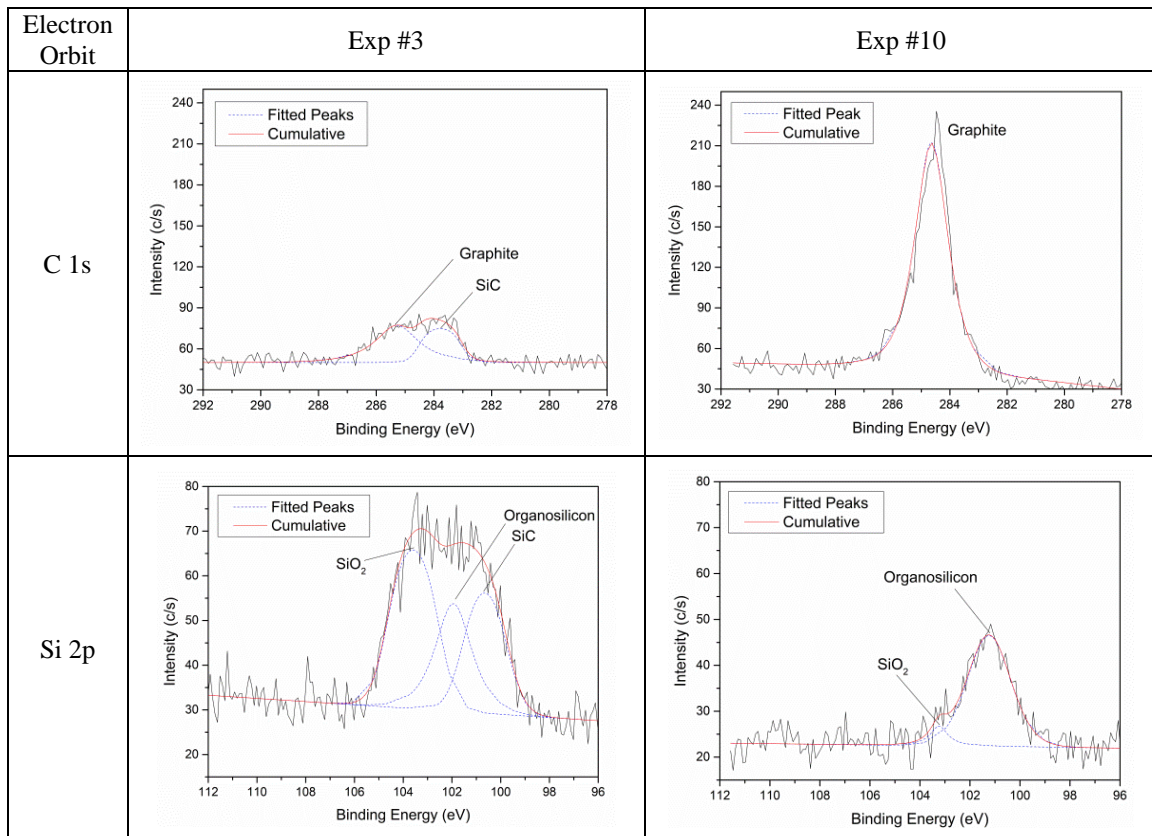 Electron
Orbit
Exp #3
Exp #10
C 1s
Fitted Peaks
Cumulative
Graphite
SiC
240
210
180
150
120
90
60
30
Intensity (c/s)
292 290 288 286 284 282 280 278
Binding Energy (eV)
Fitted Peak
Cumulative
Graphite
240
210
180
150
120
90
60
30
Intensity (c/s)
292 290 288 286 284 282 280 278
Binding Energy (eV)
Si 2p
Fitted Peaks
Cumulative
Organosilicon
SiC
SiO2
80
70
60
50
40
30
20
Intensity (c/s)
112 110 108 106 104 102 100 98 96
Binding Energy (eV)
Fitted Peaks
Cumulative
Organosilicon
SiO2
80
70
60
50
40
30
20
Intensity (c/s)
112 110 108 106 104 102 100 98 96
Binding Energy (eV)